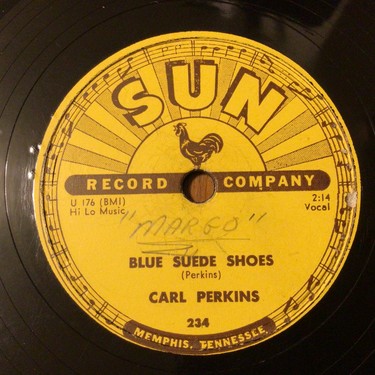 SUN
RECORD COMPANY
U 176 (BMI)
Hi Lo Music
2:14
Vocal
"MARGO"
BLUE SUEDE SHOES
(Perkins)
CARL PERKINS
234
MEMPHIS, TENNESSEE